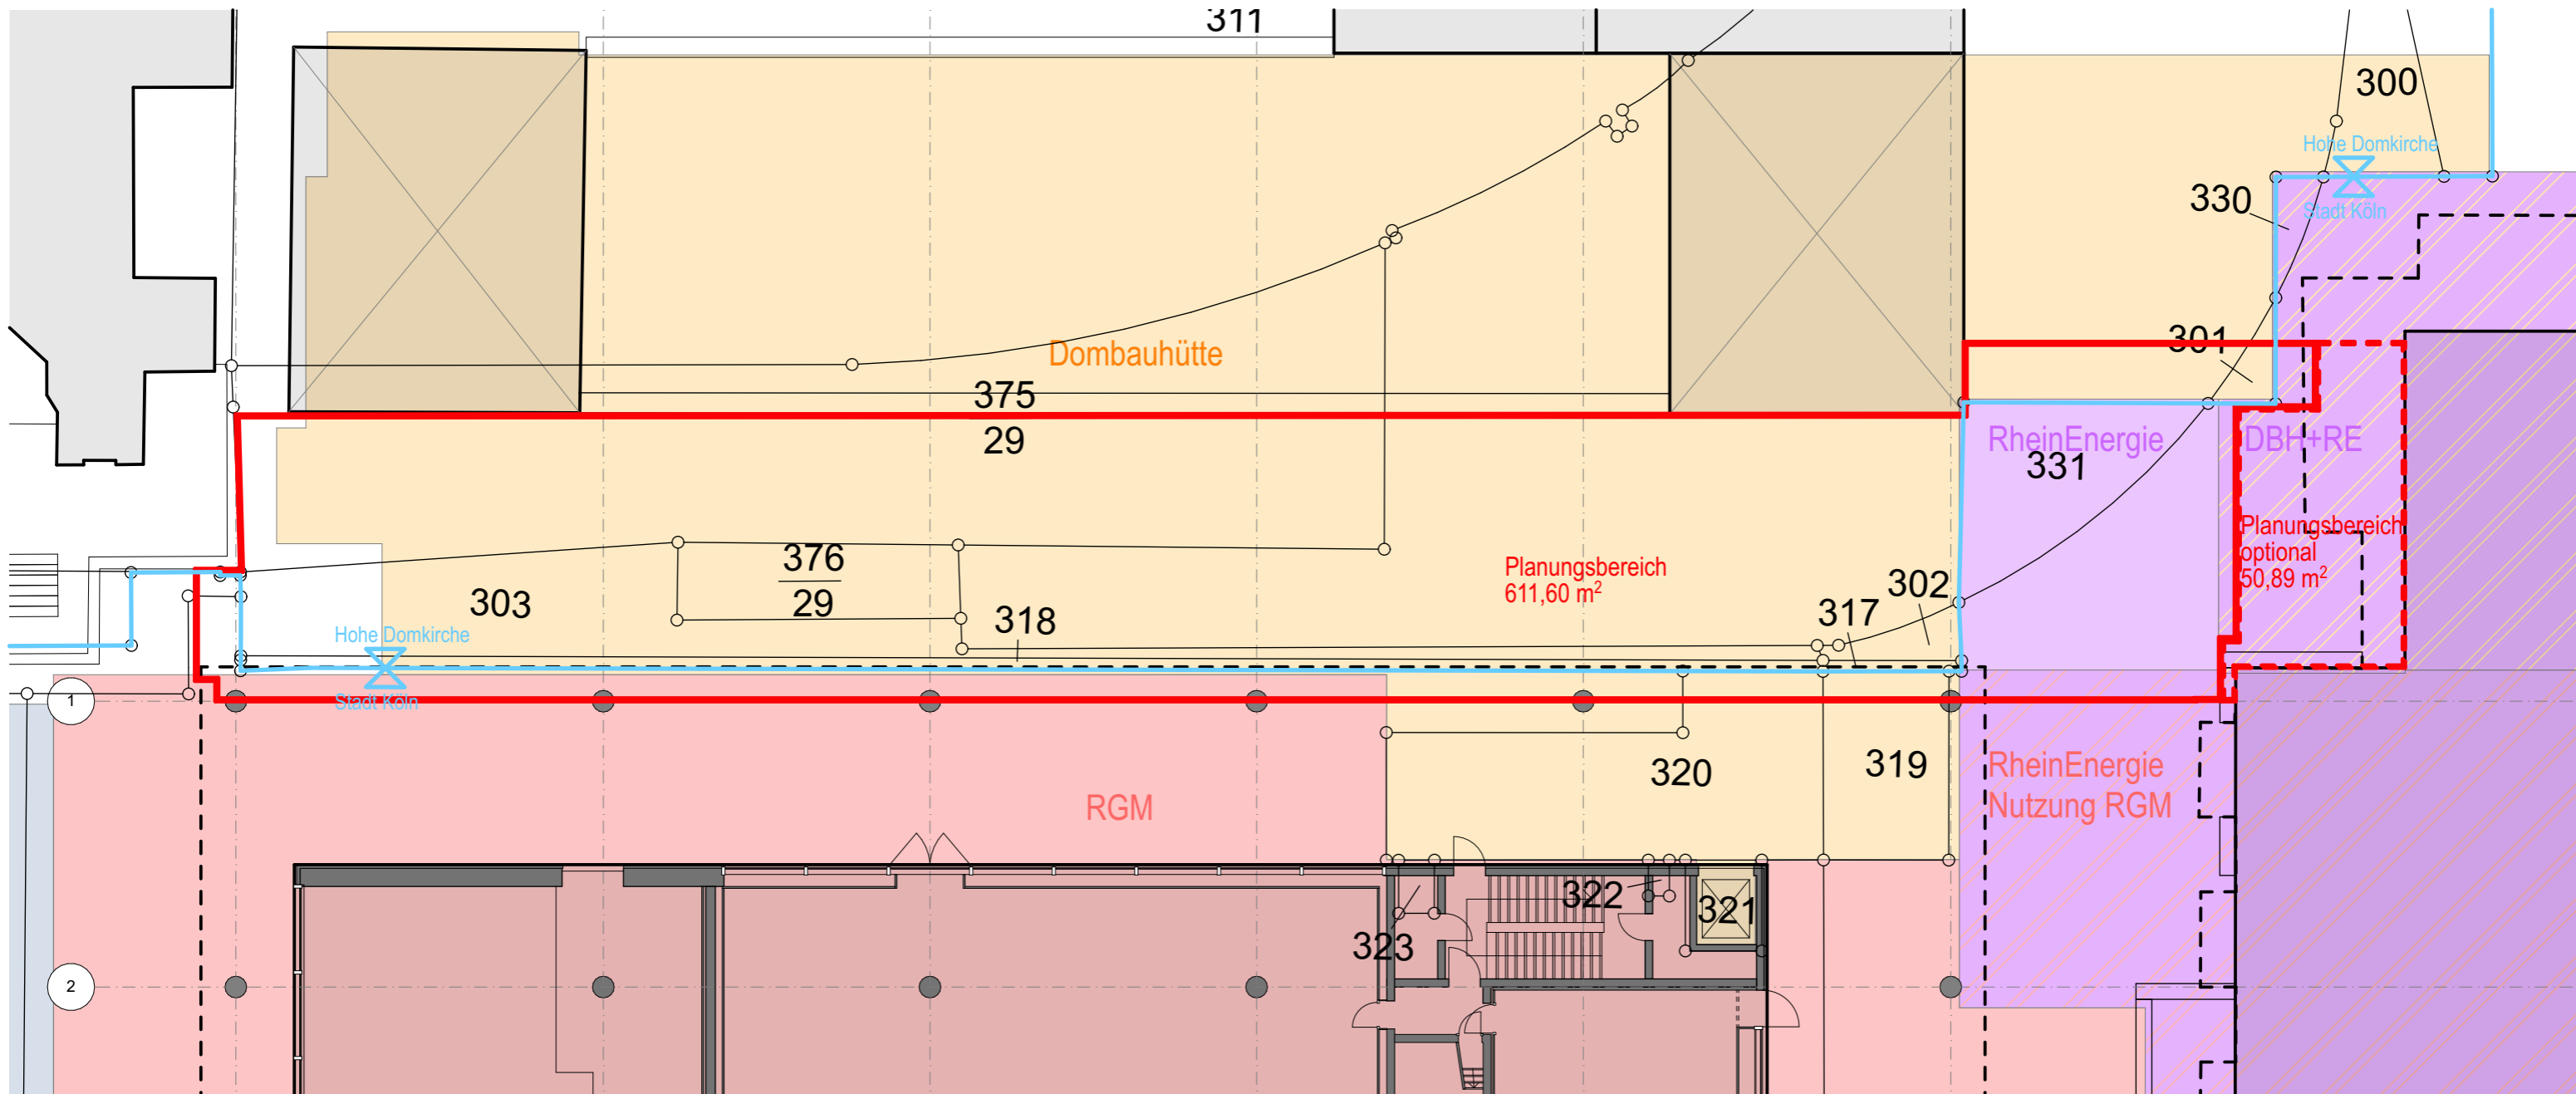 311
300
Hohe Domkirche
Stadt Köln
330
301
Dombauhütte
375
29
RheinEnergie
331
DBH+RE
Planungsbereich
optional
50,89 m²
Planungsbereich
611,60 m²
376
29
303
318
302
317
Hohe Domkirche
Stadt Köln
1
RGM
320
319
RheinEnergie
Nutzung RGM
322
321
323
2